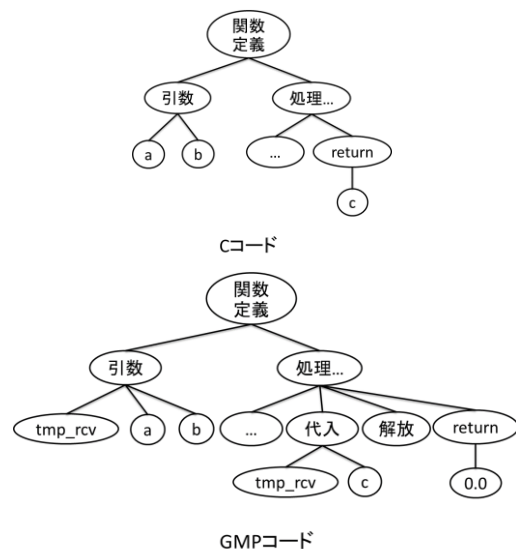 関数
定義
引数
処理...
a
b
...
return
c
Cコード
関数
定義
引数
処理...
tmp_rcv
a
b
...
代入
解放
return
tmp_rcv
c
0.0
GMPコード